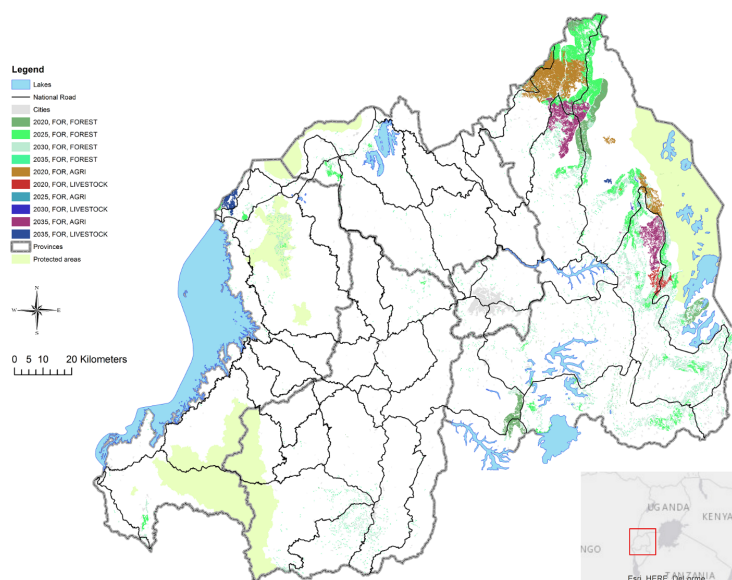 Legend
Lakes
National Road
Cities
2020, FOR, FOREST
2025, FOR, FOREST
2030, FOR, FOREST
2035, FOR, FOREST
2020, FOR, AGRI
2020, FOR, LIVESTOCK
2025, FOR, AGRI
2030, FOR, LIVESTOCK
2035, FOR, AGRI
2035, FOR, LIVESTOCK
Provinces
Protected areas
N
W E
S
0 5 10 20 Kilometers
UGANDA
KENYA
NGO
TANZANIA
Esri, HERE, DeLorme